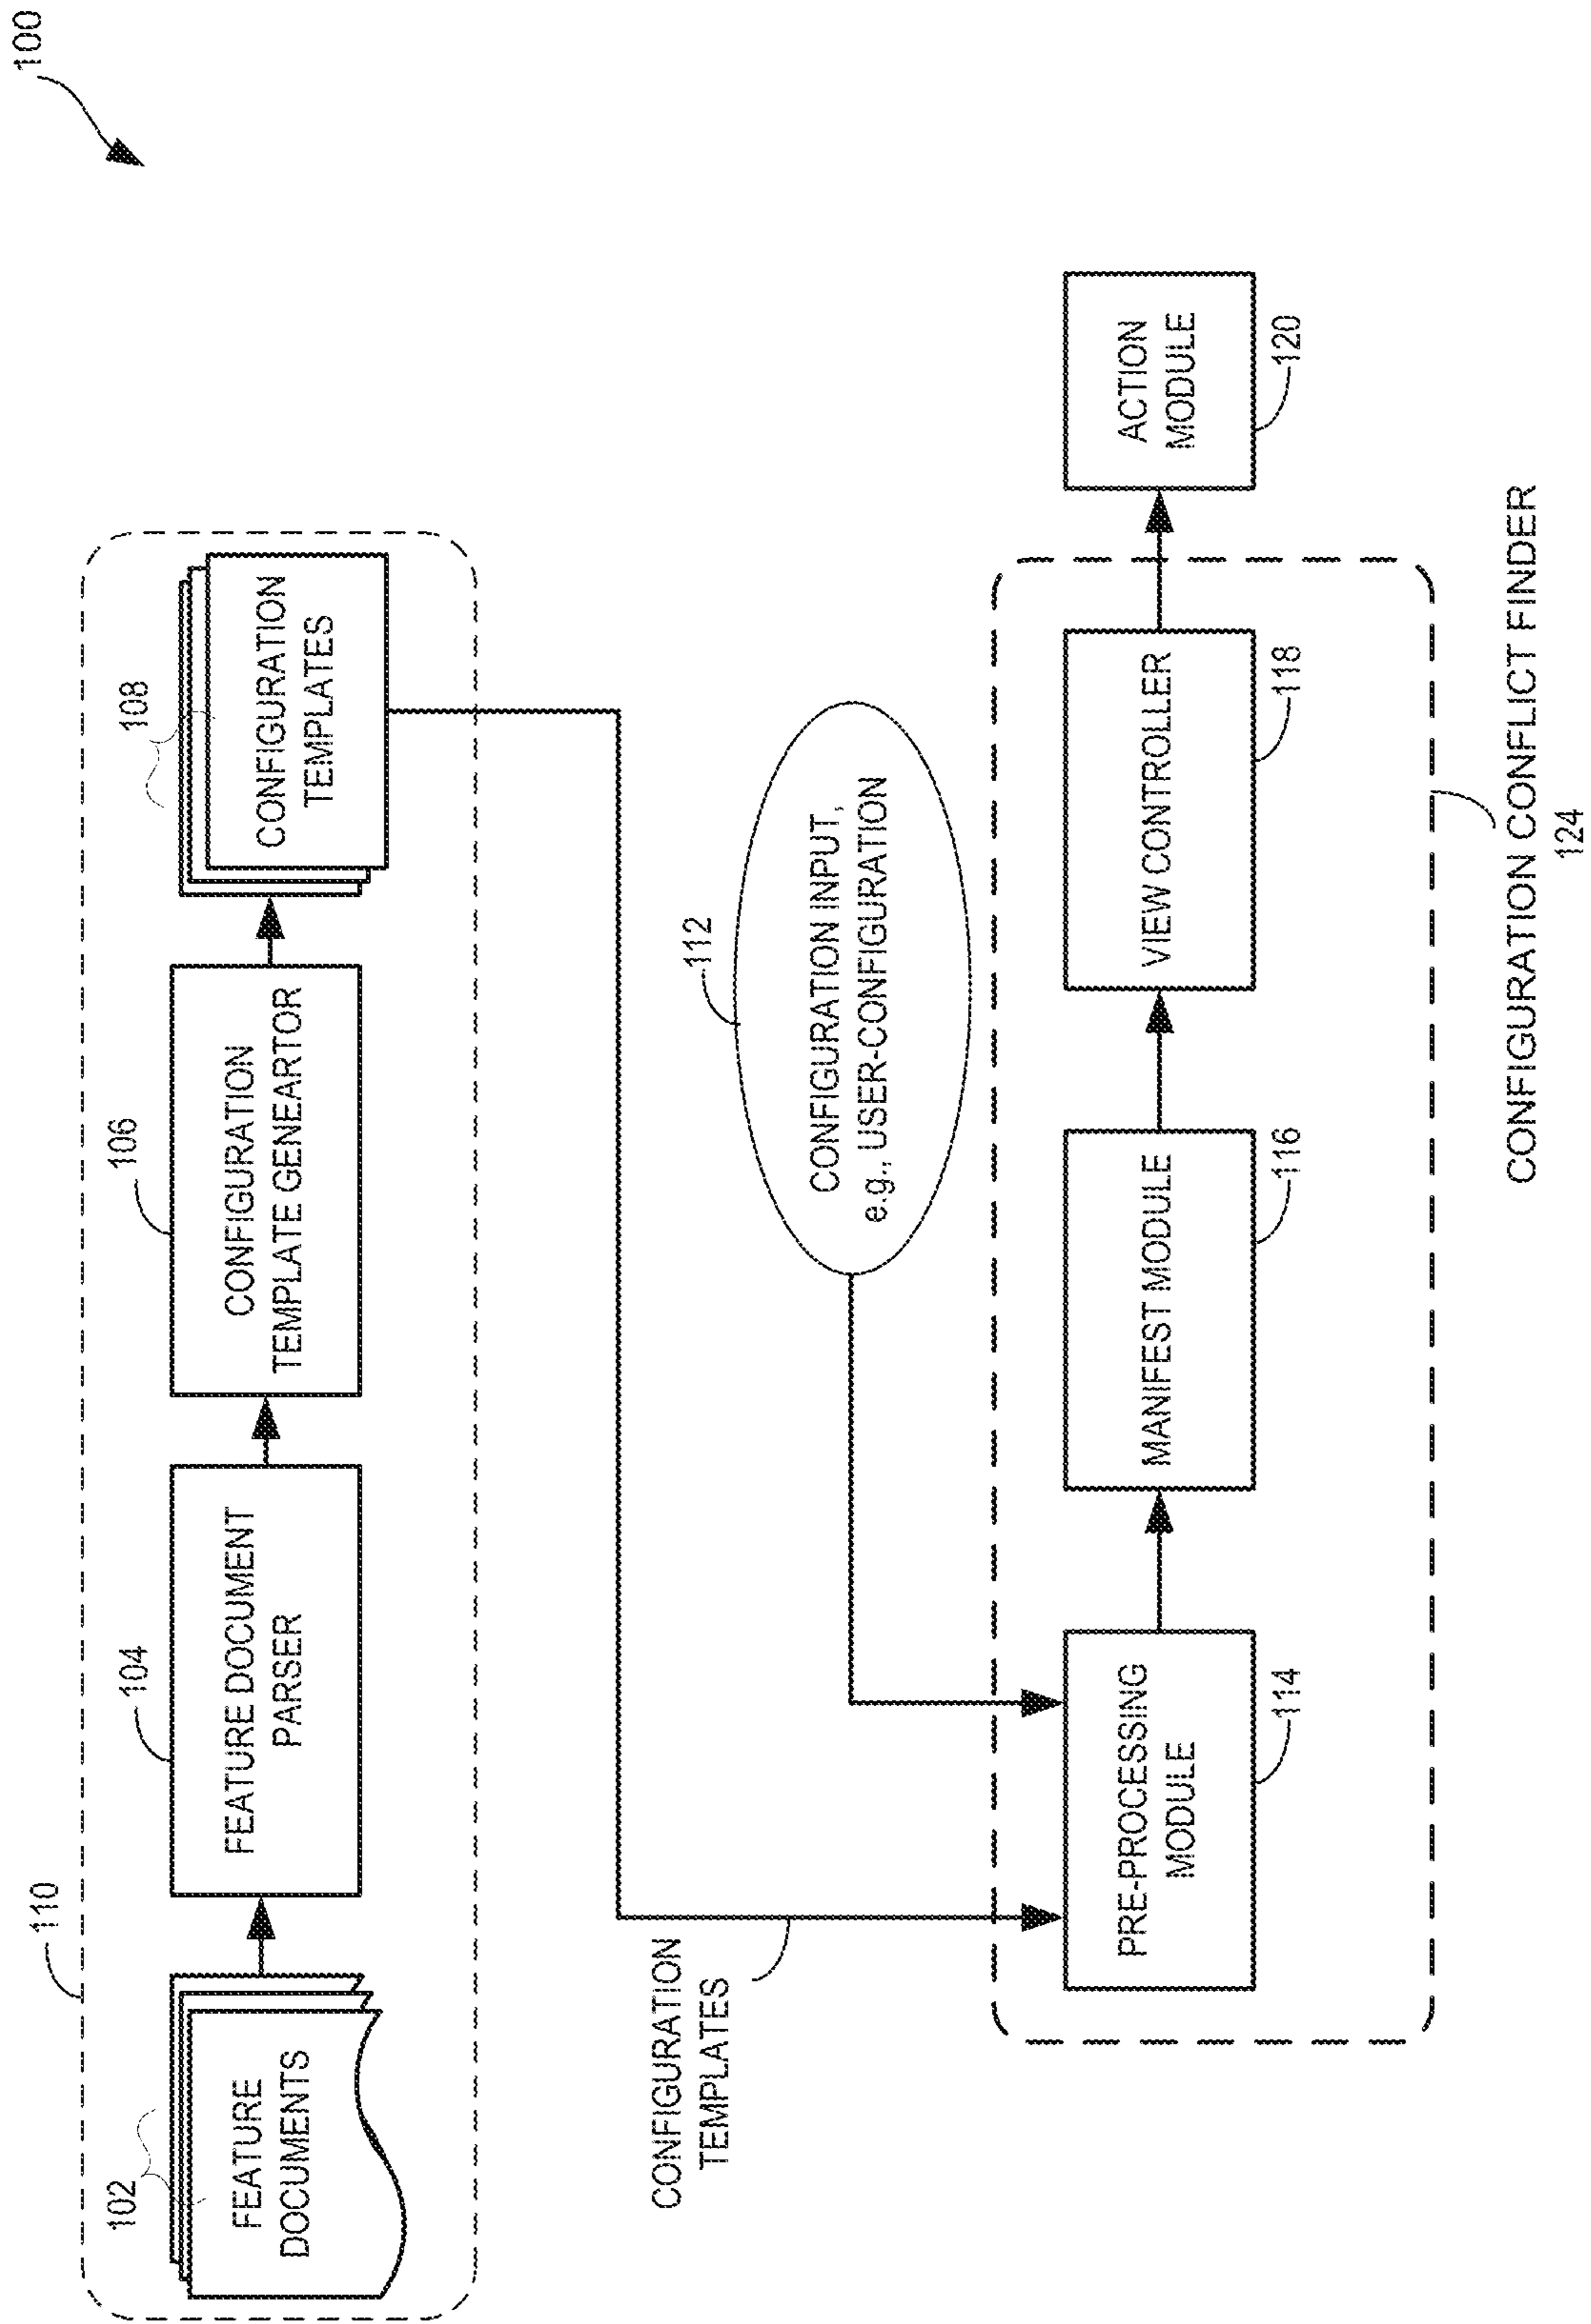 100
110
102
FEATURE
DOCUMENTS
104
FEATURE DOCUMENT
PARSER
106
CONFIGURATION
TEMPLATE GENEARTOR
108
CONFIGURATION
TEMPLATES
CONFIGURATION
TEMPLATES
112
CONFIGURATION INPUT,
e.g., USER-CONFIGURATION
PRE-PROCESSING
MODULE
114
MANIFEST MODULE
116
VIEW CONTROLLER
118
ACTION
MODULE
120
CONFIGURATION CONFLICT FINDER
124